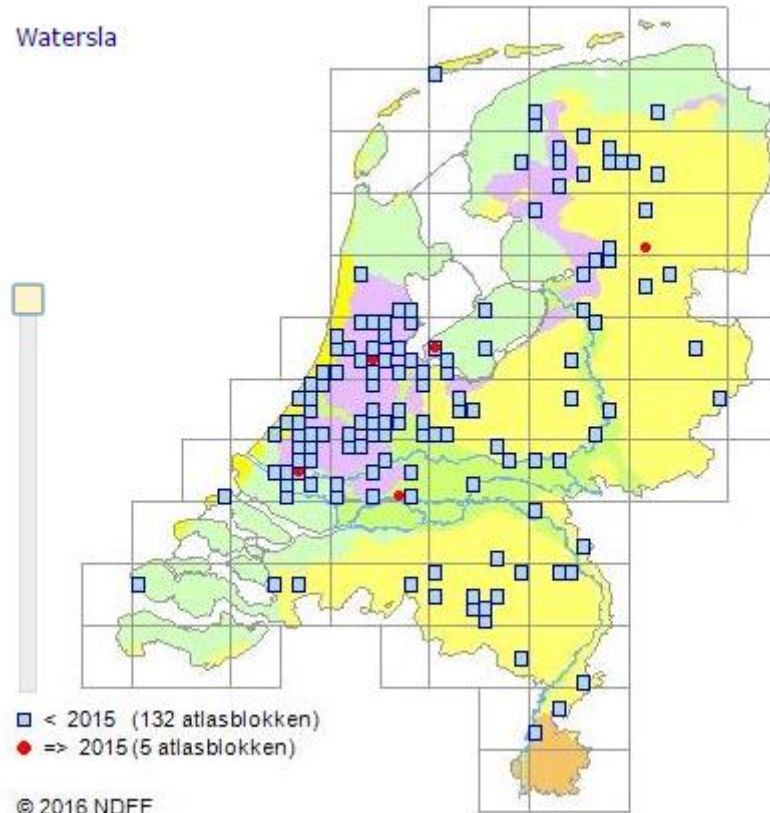 Watersla
< 2015 (132 atlasblokken)
=> 2015 (5 atlasblokken)
© 2016 NDFF